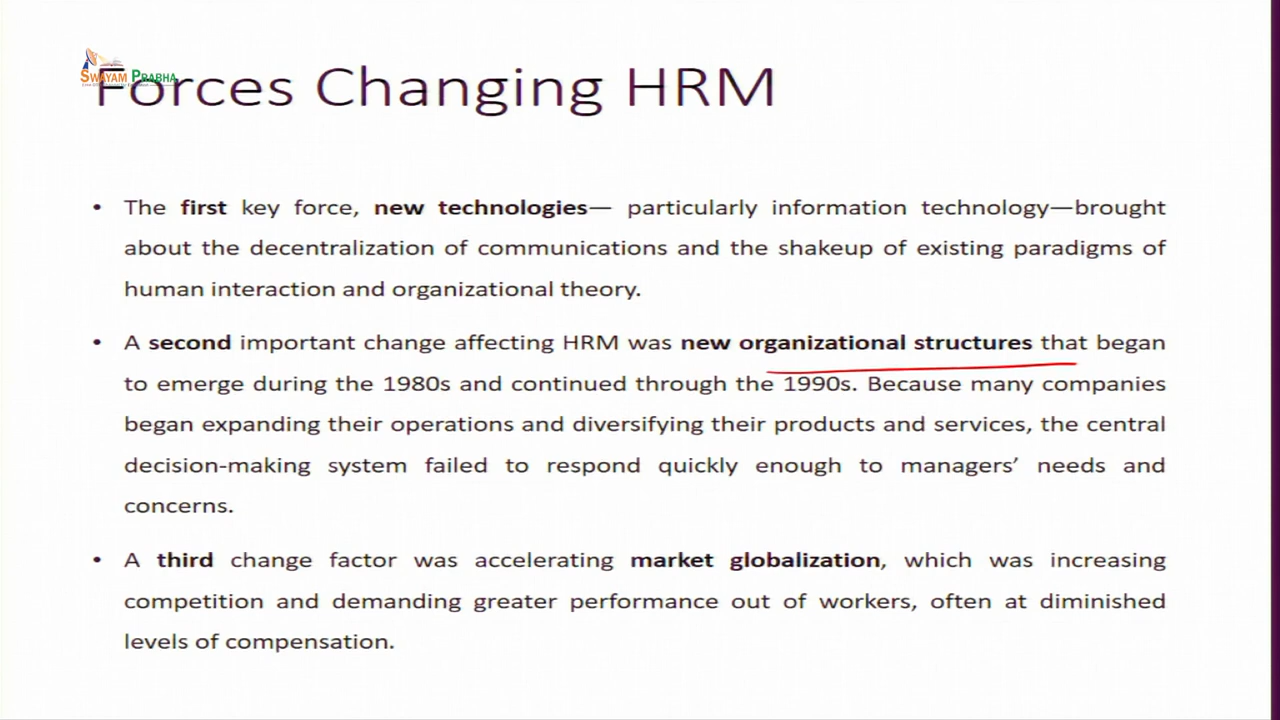 SWAYAM PRABHA
Forces Changing HRM
• The first key force, new technologies— particularly information technology—brought
about the decentralization of communications and the shakeup of existing paradigms of
human interaction and organizational theory.
• A second important change affecting HRM was new organizational structures that began
to emerge during the 1980s and continued through the 1990s. Because many companies
began expanding their operations and diversifying their products and services, the central
decision-making system failed to respond quickly enough to managers’ needs and
concerns.
• A third change factor was accelerating market globalization, which was increasing
competition and demanding greater performance out of workers, often at diminished
levels of compensation.